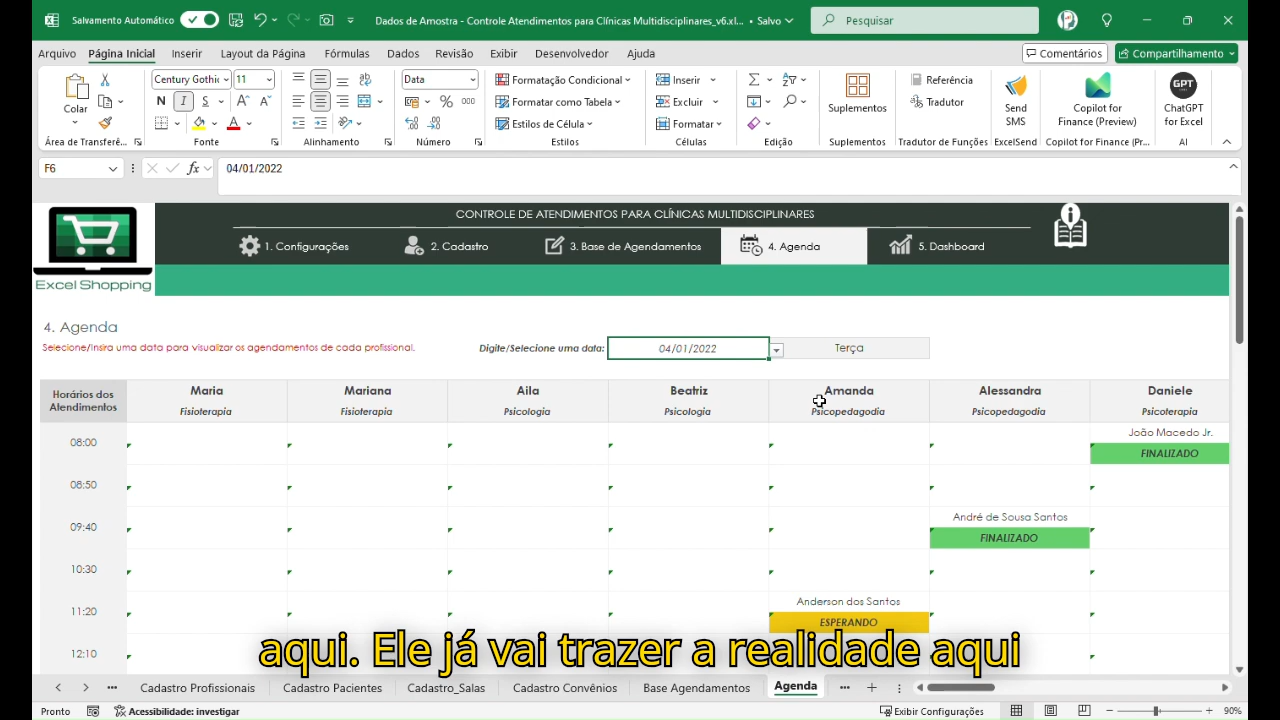 Salvamento Automático
Dados de Amostra - Controle Atendimentos para Clínicas Multidisciplinares_v6.xl... • Salvo
Pesquisar
Arquivo
Página Inicial
Inserir
Layout da Página
Fórmulas
Dados
Revisão
Exibir
Desenvolvedor
Ajuda
Comentários
Compartilhamento
Colar
Century Gothic
11
N I S
Data
Formatação Condicional
Formatar como Tabela
Estilos de Célula
Inserir
Excluir
Formatar
Suplementos
Referência
Tradutor
Send SMS
Copilot for Finance (Preview)
GPT
ChatGPT for Excel
Área de Transferê...
Fonte
Alinhamento
Número
Estilos
Células
Edição
Suplementos
Tradutor de Funções
ExcelSend
Copilot for Finance (Pr...
AI
F6
fx
04/01/2022
CONTROLE DE ATENDIMENTOS PARA CLÍNICAS MULTIDISCIPLINARES
1. Configurações
2. Cadastro
3. Base de Agendamentos
4. Agenda
5. Dashboard
Excel Shopping
4. Agenda
Selecione/Insira uma data para visualizar os agendamentos de cada profissional.
Digite/Selecione uma data:
04/01/2022
Terça
Horários dos Atendimentos
Maria
Mariana
Aila
Beatriz
Amanda
Alessandra
Daniele
Fisioterapia
Fisioterapia
Psicologia
Psicologia
Psicopedagodia
Psicopedagodia
Psicoterapia
08:00
João Macedo Jr.
FINALIZADO
08:50
09:40
André de Sousa Santos
FINALIZADO
10:30
11:20
Anderson dos Santos
ESPERANDO
12:10
aqui. Ele já vai trazer a realidade aqui
Cadastro Profissionais
Cadastro Pacientes
Cadastro_Salas
Cadastro Convênios
Base Agendamentos
Agenda
Pronto
Acessibilidade: investigar
Exibir Configurações
90%